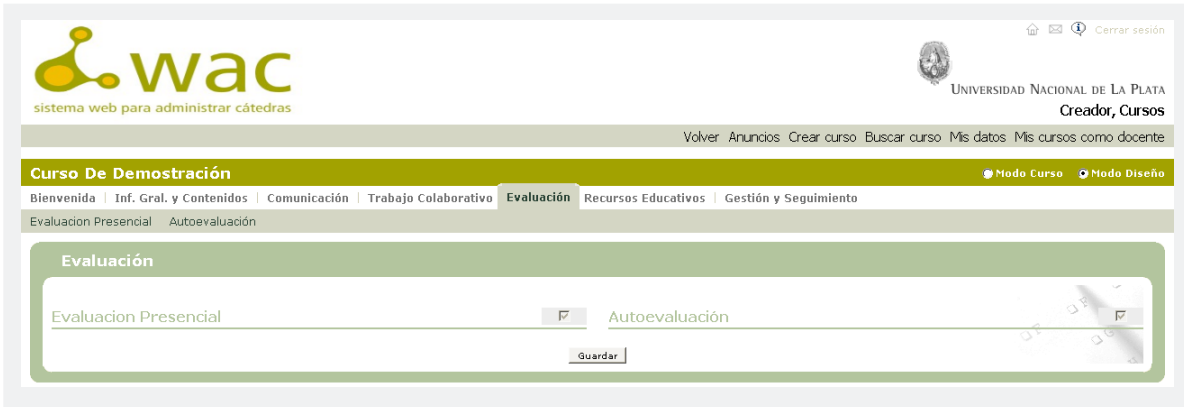 Cerrar sesión
wac
sistema web para administrar cátedras
UNIVERSIDAD NACIONAL DE LA PLATA
Creador, Cursos
Volver Anuncios Crear curso Buscar curso Mis datos Mis cursos como docente
Curso De Demostración Modo Curso Modo Diseño
Bienvenida | Inf. Gral. y Contenidos | Comunicación | Trabajo Colaborativo Evaluación Recursos Educativos | Gestión y Seguimiento
Evaluacion Presencial Autoevaluación
Evaluación
Evaluacion Presencial Autoevaluación
Guardar